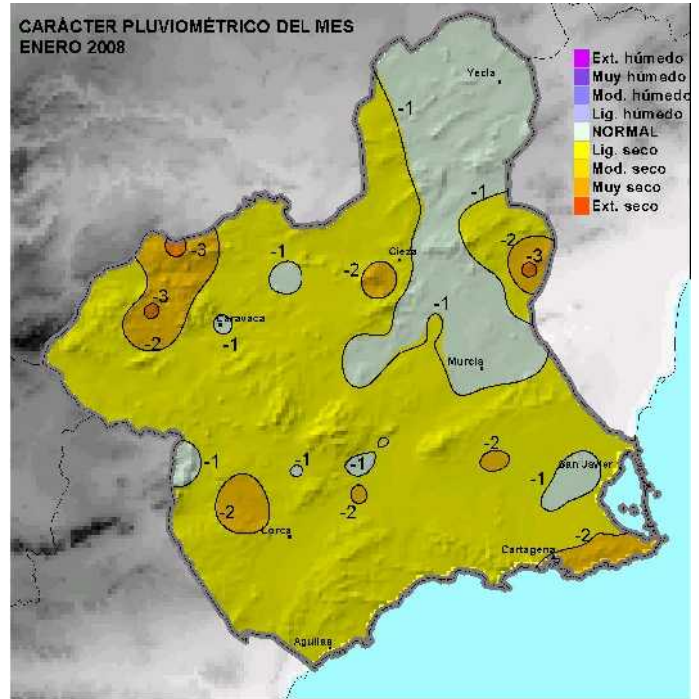 CARÁCTER PLUVIOMÉTRICO DEL MES
ENERO 2008
Ext. húmedo
Muy húmedo
Mod. húmedo
Lig. húmedo
NORMAL
Lig. seco
Mod. seco
Muy seco
Ext. seco
Yecla
-1
-1
-2
-3
Cieza
-3
-1
-2
-3
-1
Caravaca
-2
-1
Murcia
-1
-1
-1
-2
San Javier
-1
-2
-2
Lorca
-2
Cartagena
Aguilas